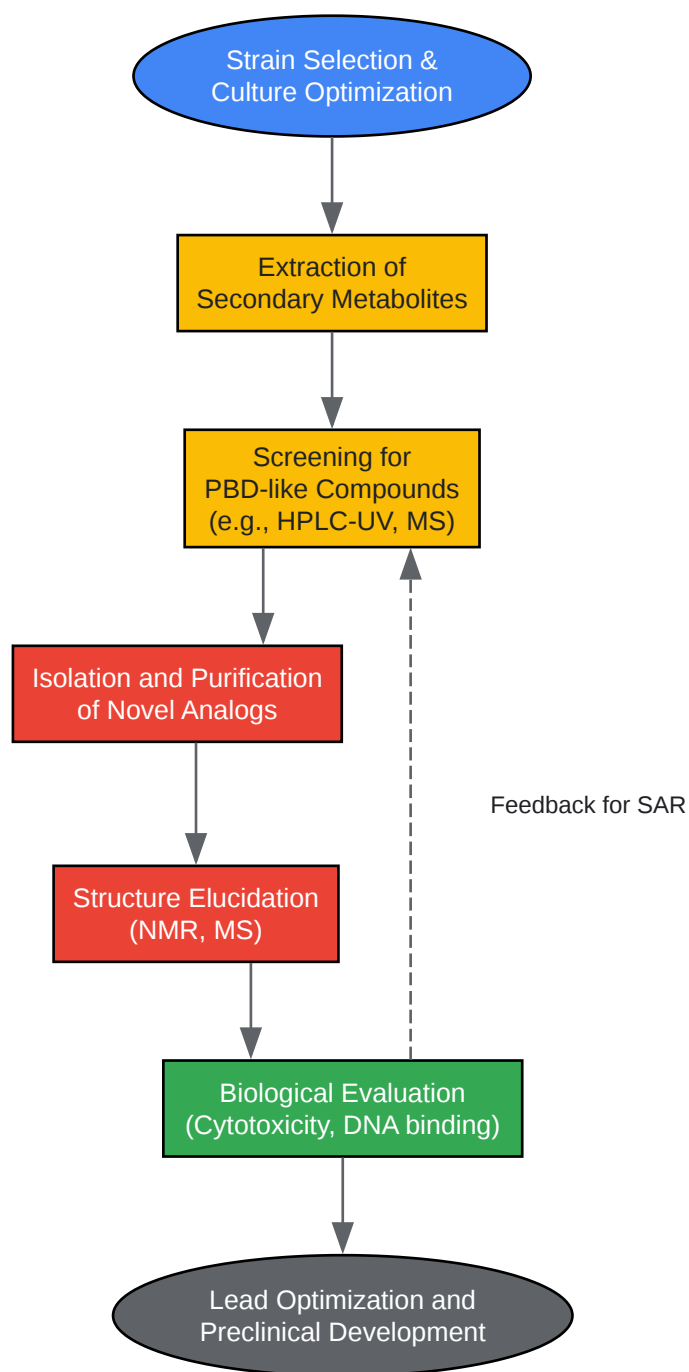 Strain Selection &
Culture Optimization
Extraction of
Secondary Metabolites
Screening for
PBD-like Compounds
(e.g., HPLC-UV, MS)
Isolation and Purification
of Novel Analogs
Feedback for SAR
Structure Elucidation
(NMR, MS)
Biological Evaluation
(Cytotoxicity, DNA binding)
Lead Optimization and
Preclinical Development